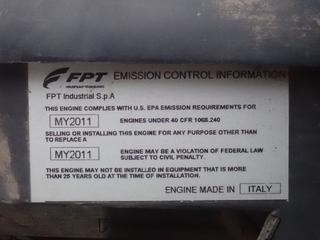 FPT EMISSION CONTROL INFORMATION
FPT Industrial S.p.A
THIS ENGINE COMPLIES WITH U.S. EPA EMISSION REQUIREMENTS FOR
MY2011 ENGINES UNDER 40 CFR 1068.240
SELLING OR INSTALLING THIS ENGINE FOR ANY PURPOSE OTHER THAN
TO REPLACE A
MY2011 ENGINE MAY BE A VIOLATION OF FEDERAL LAW
SUBJECT TO CIVIL PENALTY.
THIS ENGINE MAY NOT BE INSTALLED IN EQUIPMENT THAT IS MORE
THAN 25 YEARS OLD AT THE TIME OF INSTALLATION.
ENGINE MADE IN ITALY